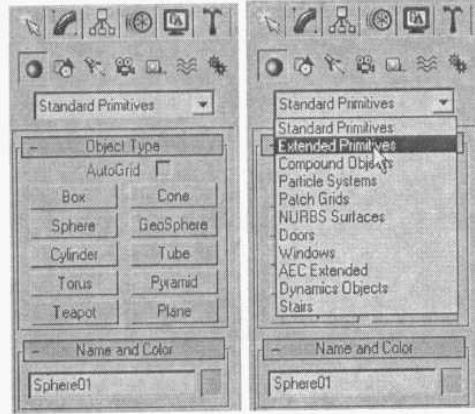 Standard Primitives
- Object Type
AutoGrid
Box Cone
Sphere GeoSphere
Cylinder Tube
Torus Pyramid
Teapot Plane
- Name and Color
Sphere01
Standard Primitives
Standard Primitives
Extended Primitives
Compound Objects
Particle Systems
Patch Grids
NURBS Surfaces
Doors
Windows
AEC Extended
Dynamics Objects
Stairs
- Name and Color
Sphere01